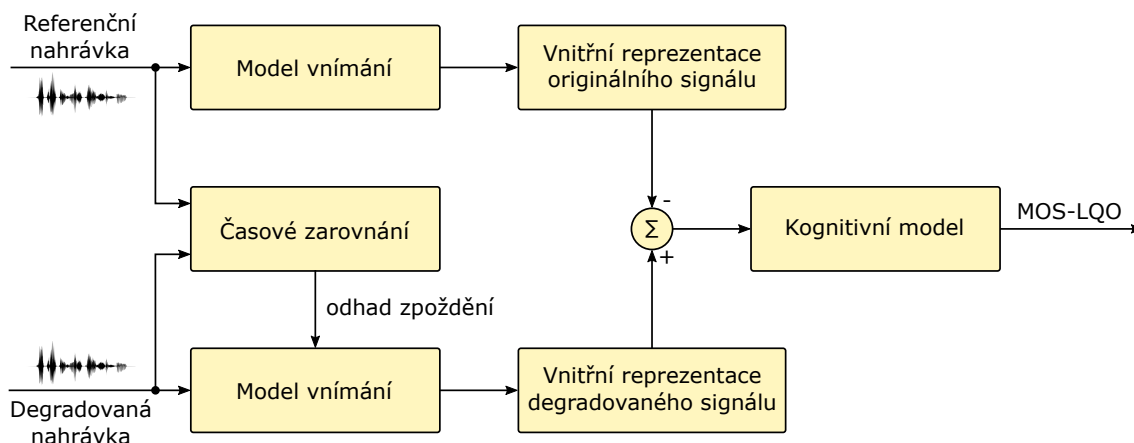 Referenční
nahrávka
Model vnímání
Vnitřní reprezentace
originálního signálu
Časové zarovnání
-
Σ
+
Kognitivní model
MOS-LQO
odhad zpoždění
Model vnímání
Vnitřní reprezentace
degradovaného signálu
Degradovaná
nahrávka